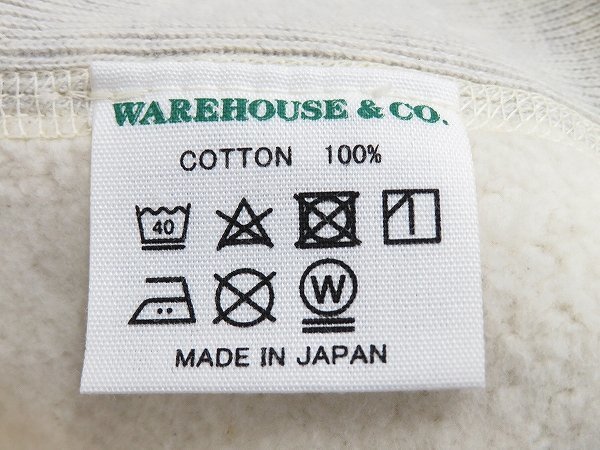 WAREHOUSE & CO.
COTTON 100%
40
W
MADE IN JAPAN